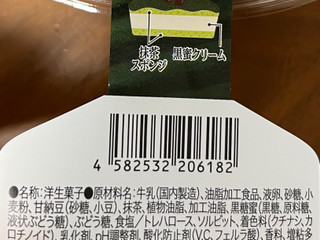 抹茶
スポンジ
黒蜜クリーム
4 582532 206182
●名称:洋生菓子●原材料名:牛乳(国内製造)、油脂加工食品、液卵、砂糖、小
麦粉、甘納豆(砂糖、小豆)、抹茶、植物油脂、加工油脂、黒糖蜜(黒糖、原料糖、
液状ぶどう糖)、ぶどう糖、食塩／トレハロース、ソルビット、着色料(クチナシ、カ
ロチノイド)、乳化剤、pH調整剤、酸化防止剤(V.C、フェルラ酸)、香料、増粘